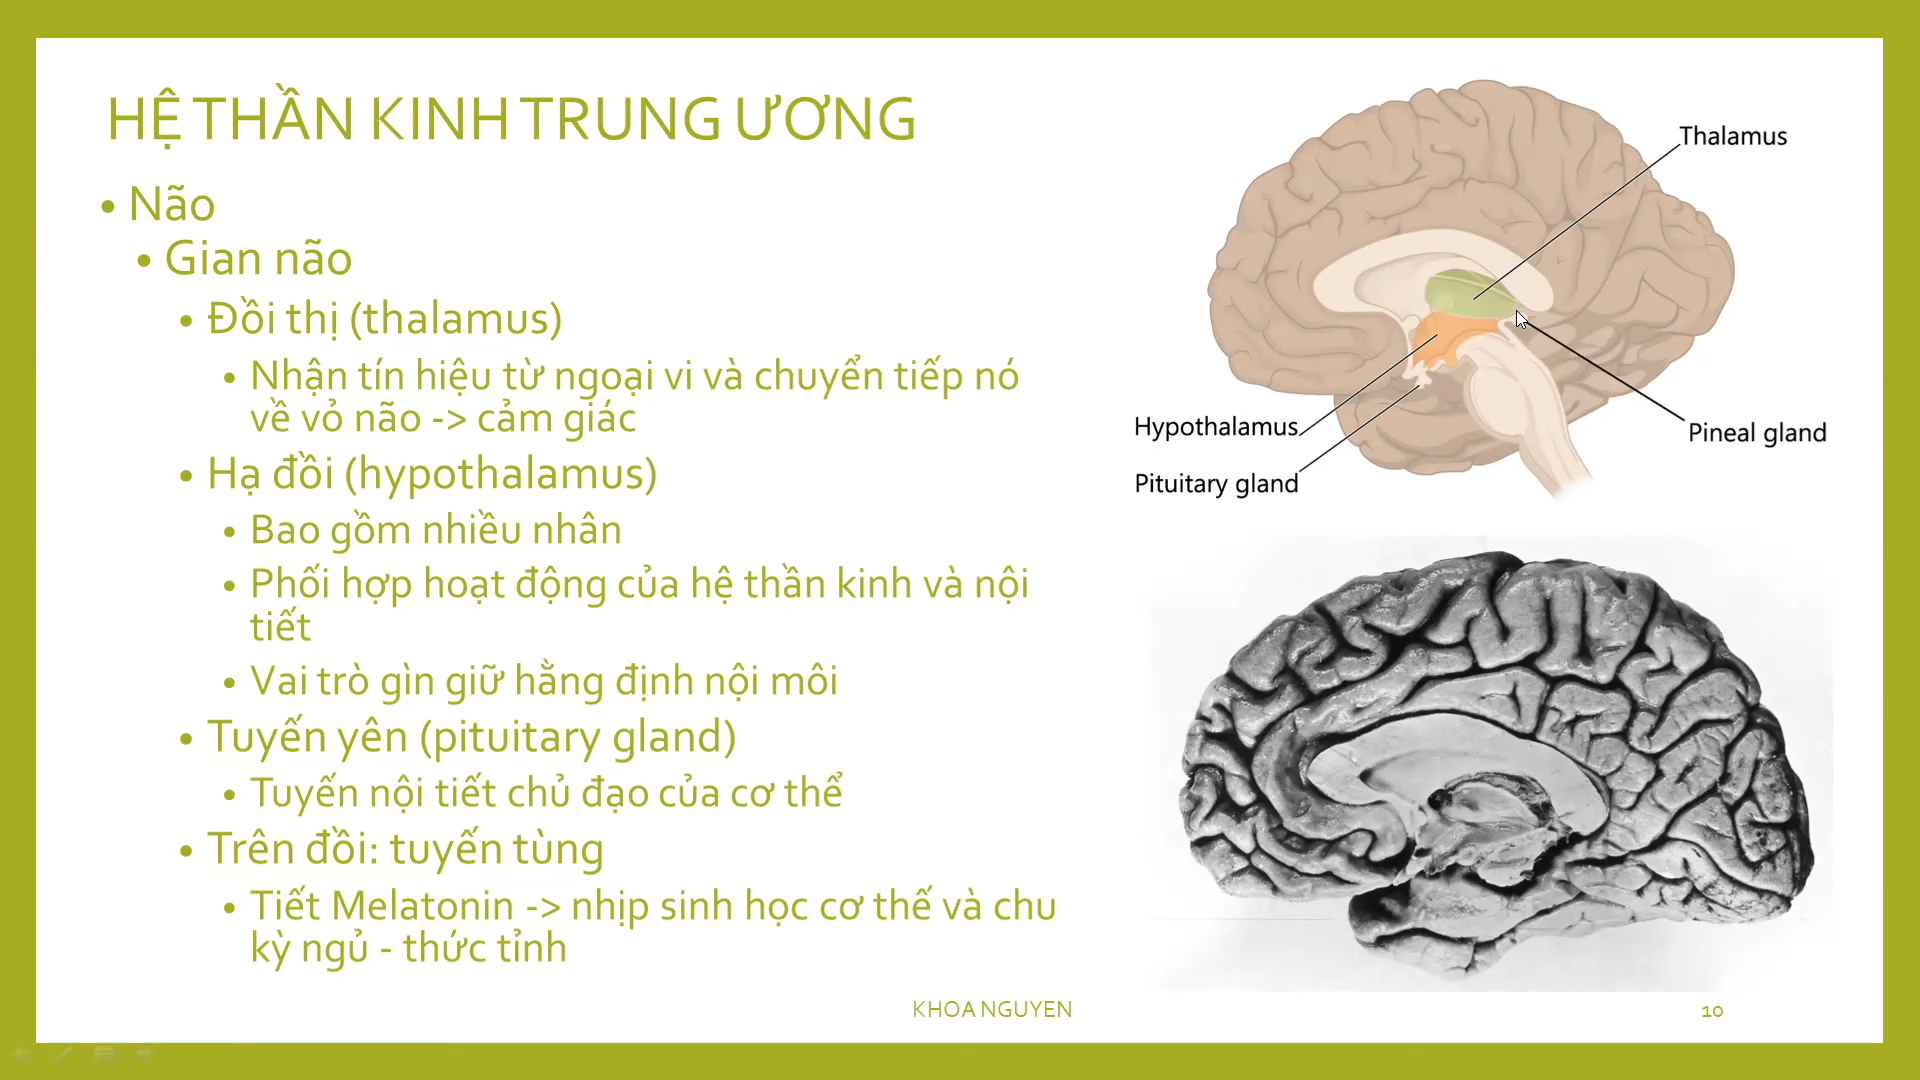 HỆ THẦN KINH TRUNG ƯƠNG
• Não
• Gian não
• Đồi thị (thalamus)
• Nhận tín hiệu từ ngoại vi và chuyển tiếp nó
về vỏ não -> cảm giác
• Hạ đồi (hypothalamus)
• Bao gồm nhiều nhân
• Phối hợp hoạt động của hệ thần kinh và nội
tiết
• Vai trò gìn giữ hằng định nội môi
• Tuyến yên (pituitary gland)
• Tuyến nội tiết chủ đạo của cơ thể
• Trên đồi: tuyến tùng
• Tiết Melatonin -> nhịp sinh học cơ thế và chu
kỳ ngủ - thức tỉnh
Thalamus
Hypothalamus
Pineal gland
Pituitary gland
KHOA NGUYEN
10